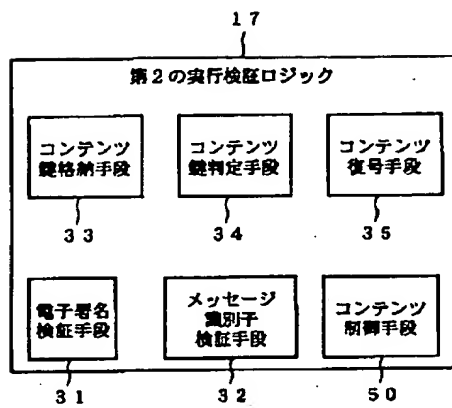 17
第2の実行検証ロジック
コンテンツ
鍵格納手段
コンテンツ
鍵判定手段
コンテンツ
復号手段
33
34
35
電子署名
検証手段
メッセージ
識別子
検証手段
コンテンツ
制御手段
31
32
50